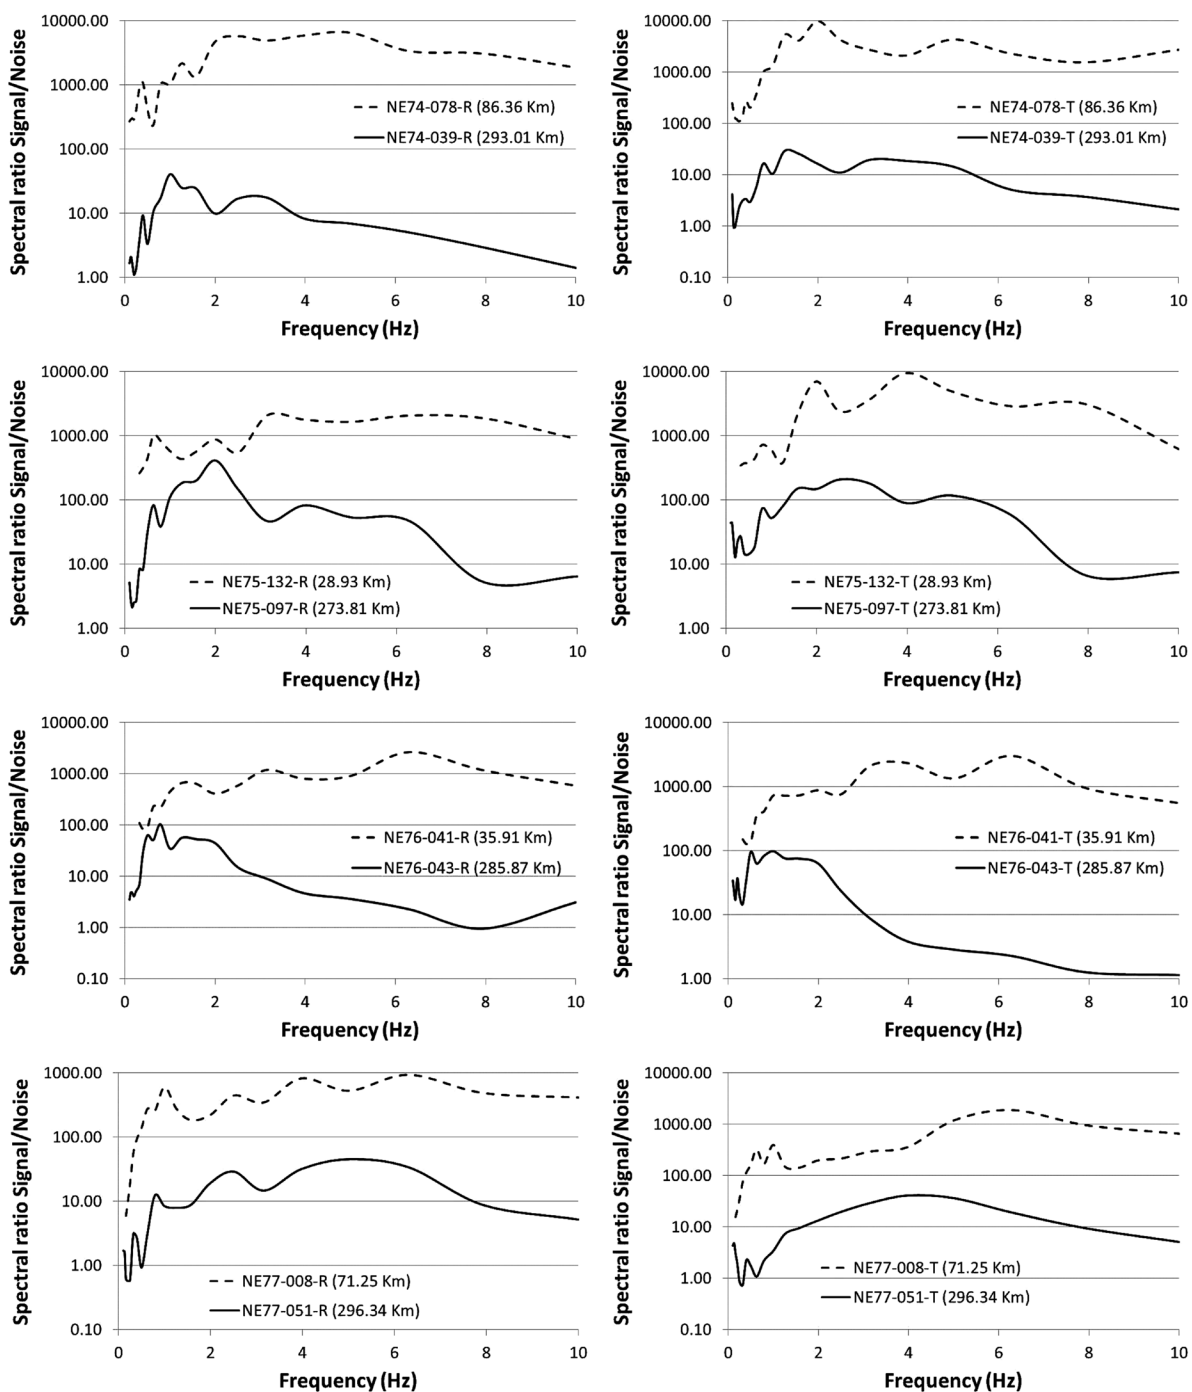 Spectral ratio Signal/Noise
10000.00
1000.00
100.00
10.00
1.00
NE74-078-R (86.36 Km)
NE74-039-R (293.01 Km)
0 2 4 6 8 10
Frequency (Hz)
Spectral ratio Signal/Noise
10000.00
1000.00
100.00
10.00
1.00
0.10
NE74-078-T (86.36 Km)
NE74-039-T (293.01 Km)
0 2 4 6 8 10
Frequency (Hz)
Spectral ratio Signal/Noise
10000.00
1000.00
100.00
10.00
1.00
NE75-132-R (28.93 Km)
NE75-097-R (273.81 Km)
0 2 4 6 8 10
Frequency (Hz)
Spectral ratio Signal/Noise
10000.00
1000.00
100.00
10.00
1.00
NE75-132-T (28.93 Km)
NE75-097-T (273.81 Km)
0 2 4 6 8 10
Frequency (Hz)
Spectral ratio Signal/Noise
10000.00
1000.00
100.00
10.00
1.00
0.10
NE76-041-R (35.91 Km)
NE76-043-R (285.87 Km)
0 2 4 6 8 10
Frequency (Hz)
Spectral ratio Signal/Noise
10000.00
1000.00
100.00
10.00
1.00
NE76-041-T (35.91 Km)
NE76-043-T (285.87 Km)
0 2 4 6 8 10
Frequency (Hz)
Spectral ratio Signal/Noise
1000.00
100.00
10.00
1.00
0.10
NE77-008-R (71.25 Km)
NE77-051-R (296.34 Km)
0 2 4 6 8 10
Frequency (Hz)
Spectral ratio Signal/Noise
10000.00
1000.00
100.00
10.00
1.00
0.10
NE77-008-T (71.25 Km)
NE77-051-T (296.34 Km)
0 2 4 6 8 10
Frequency (Hz)